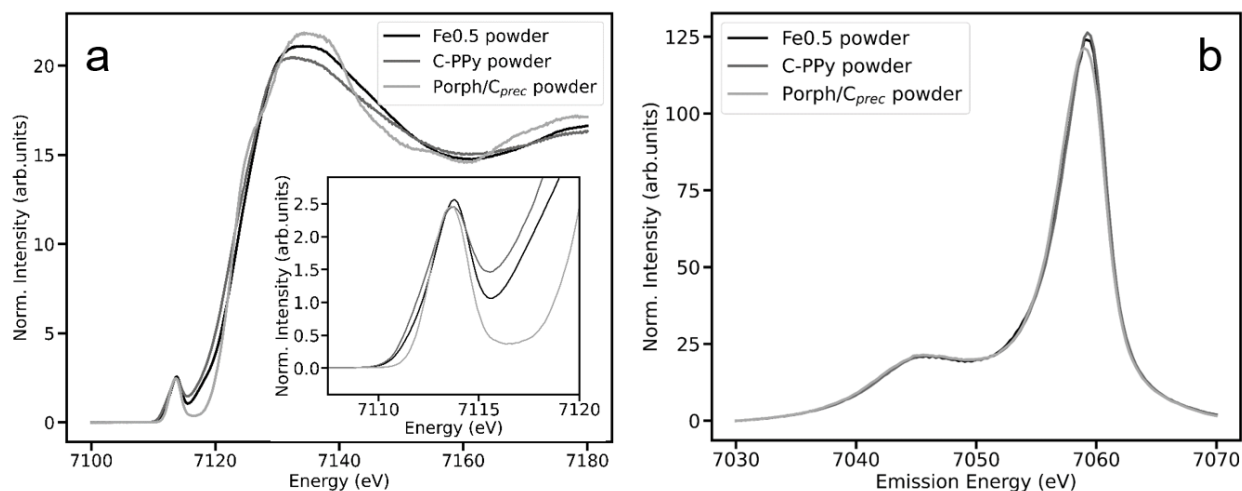 a
Fe0.5 powder
C-PPy powder
Porph/Cprec powder
Norm. Intensity (arb.units)
20
15
10
5
0
7100 7120 7140 7160 7180
Energy (eV)
Norm. Intensity (arb.units)
2.5
2.0
1.5
1.0
0.5
0.0
7110 7115 7120
Energy (eV)
b
Fe0.5 powder
C-PPy powder
Porph/Cprec powder
Norm. Intensity (arb.units)
125
100
75
50
25
0
7030 7040 7050 7060 7070
Emission Energy (eV)